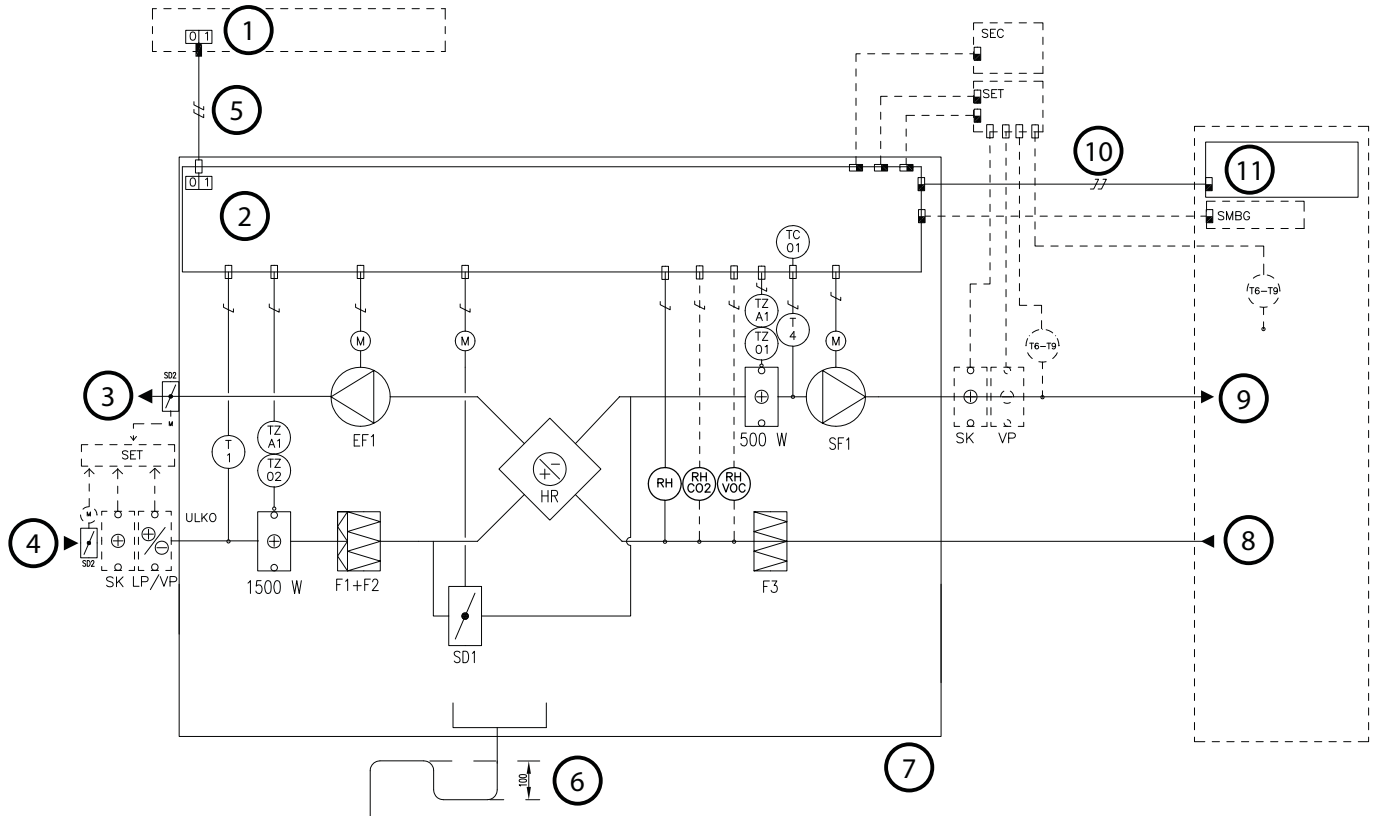 0 1
1
SEC
5
SET
10
11
0 1
2
SMBG
TC
01
T6-T9
TZ
A1
T
4
TZ
01
M
M
M
T6-T9
SD2
3
9
M
EF1
500 W
SF1
SK
VP
SET
T
1
TZ
A1
TZ
02
+
-
HR
RH
RH
CO2
RH
VOC
M
ULKO
4
8
SD2
SK
LP/VP
1500 W
F1+F2
F3
SD1
100
6
7